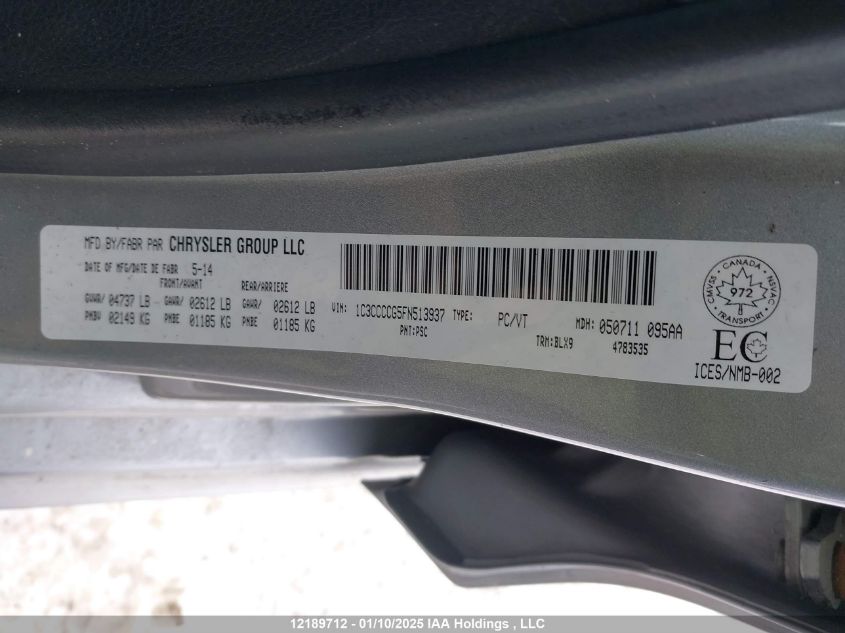 MFD BY/FABR PAR CHRYSLER GROUP LLC
DATE OF MFG/DATE DE FABR 5-14
FRONT/AVANT REAR/ARRIERE
GVWR/ 04737 LB GAWR/ 02612 LB GAWR/ 02612 LB
PNBV 02149 KG PNBE 01185 KG PNBE 01185 KG
VIN: 1C3CCCCG5FN513937 TYPE: PC/VT MDH: 050711 095AA
PNT:PSC TRM:BLX9 4783535
CANADA
CMVSS NSVAC
972
TRANSPORT
EC
ICES/NMB-002
12189712 - 01/10/2025 IAA Holdings , LLC